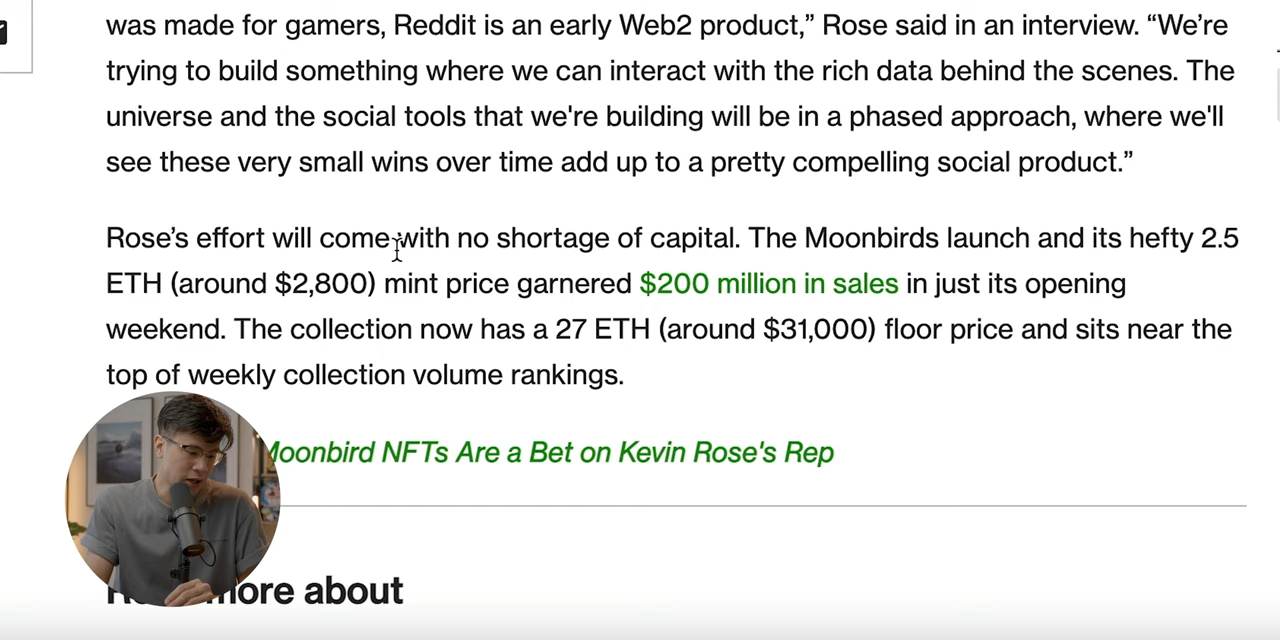 was made for gamers, Reddit is an early Web2 product,” Rose said in an interview. “We’re
trying to build something where we can interact with the rich data behind the scenes. The
universe and the social tools that we're building will be in a phased approach, where we'll
see these very small wins over time add up to a pretty compelling social product.”
Rose’s effort will come with no shortage of capital. The Moonbirds launch and its hefty 2.5
ETH (around $2,800) mint price garnered $200 million in sales in just its opening
weekend. The collection now has a 27 ETH (around $31,000) floor price and sits near the
top of weekly collection volume rankings.
Moonbird NFTs Are a Bet on Kevin Rose's Rep
more about